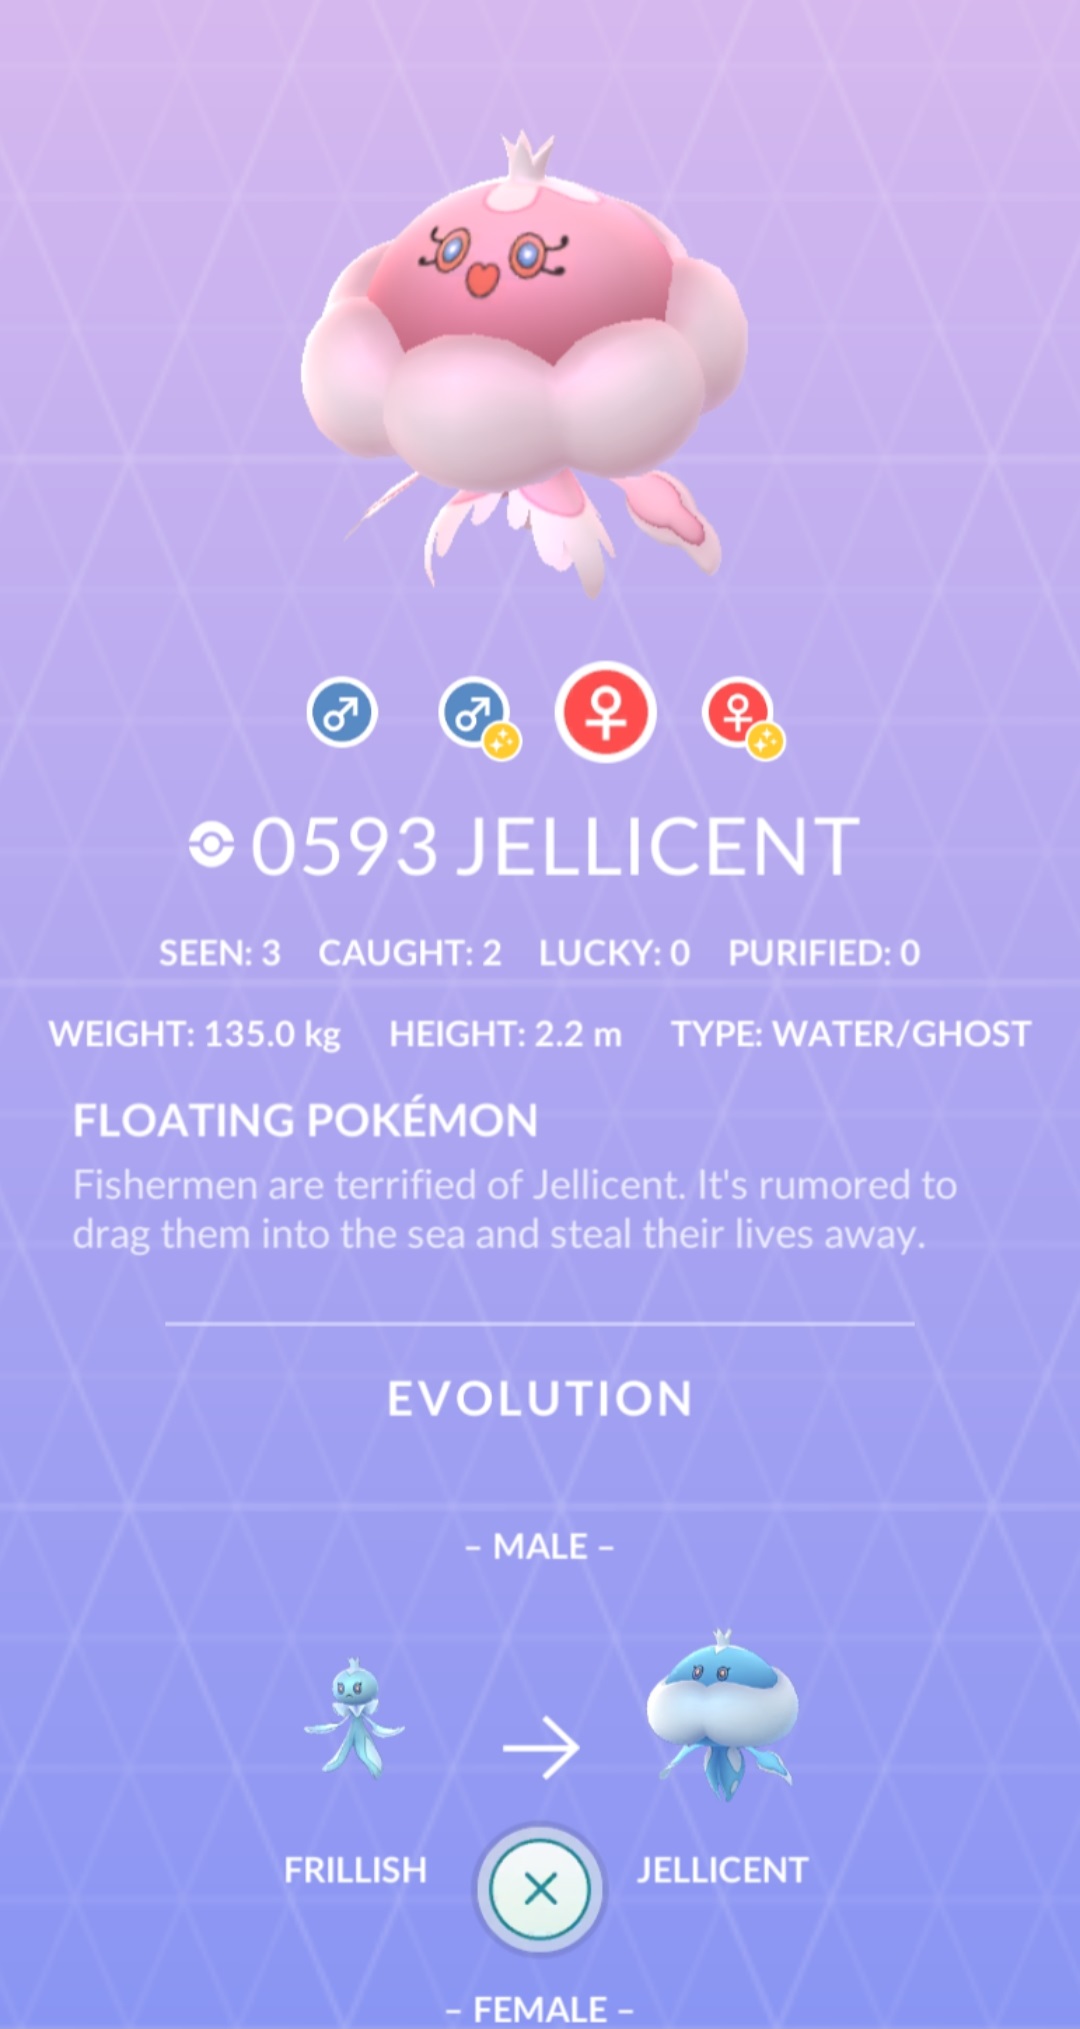 0593 JELLICENT
SEEN: 3 CAUGHT: 2 LUCKY: 0 PURIFIED: 0
WEIGHT: 135.0 kg HEIGHT: 2.2 m TYPE: WATER/GHOST
FLOATING POKÉMON
Fishermen are terrified of Jellicent. It's rumored to
drag them into the sea and steal their lives away.
EVOLUTION
– MALE –
FRILLISH JELLICENT
– FEMALE –